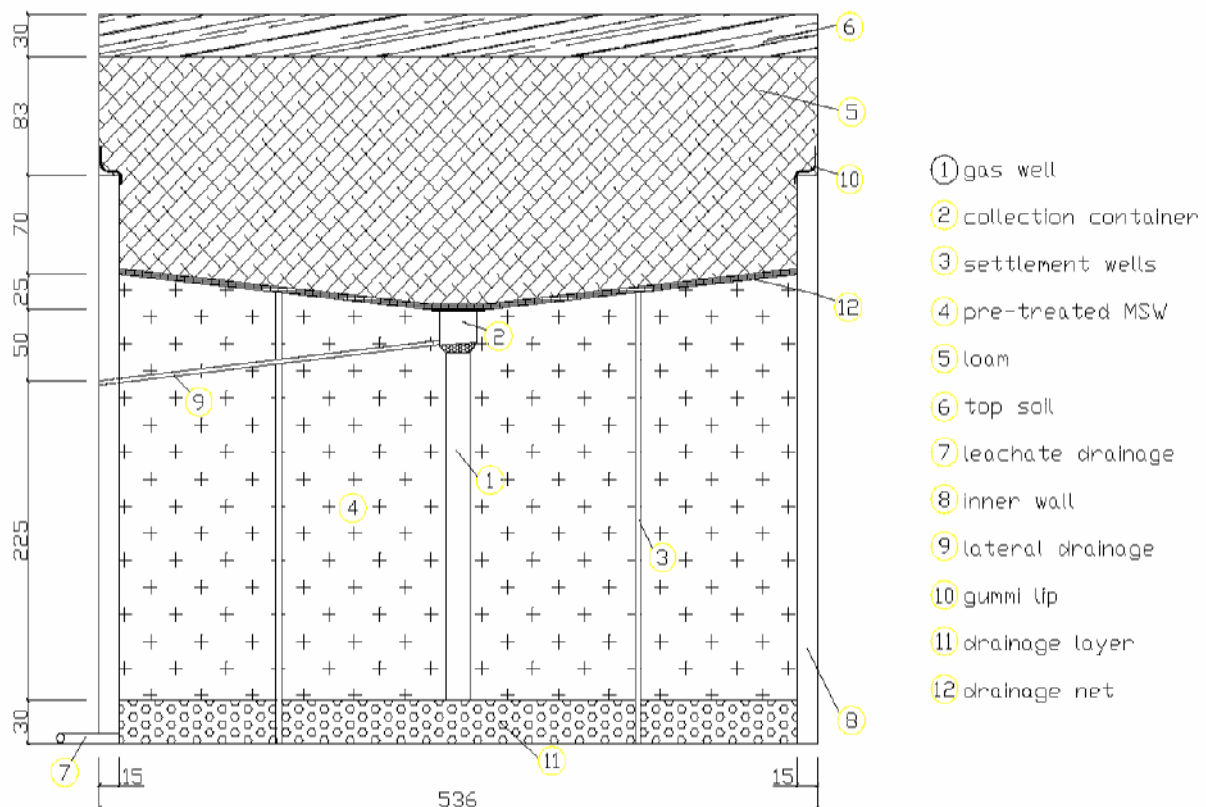 30
83
70
25
50
225
30
6
5
10
12
2
9
1
4
3
8
11
7
15
15
536
1 gas well
2 collection container
3 settlement wells
4 pre-treated MSW
5 loam
6 top soil
7 leachate drainage
8 inner wall
9 lateral drainage
10 gummi lip
11 drainage layer
12 drainage net